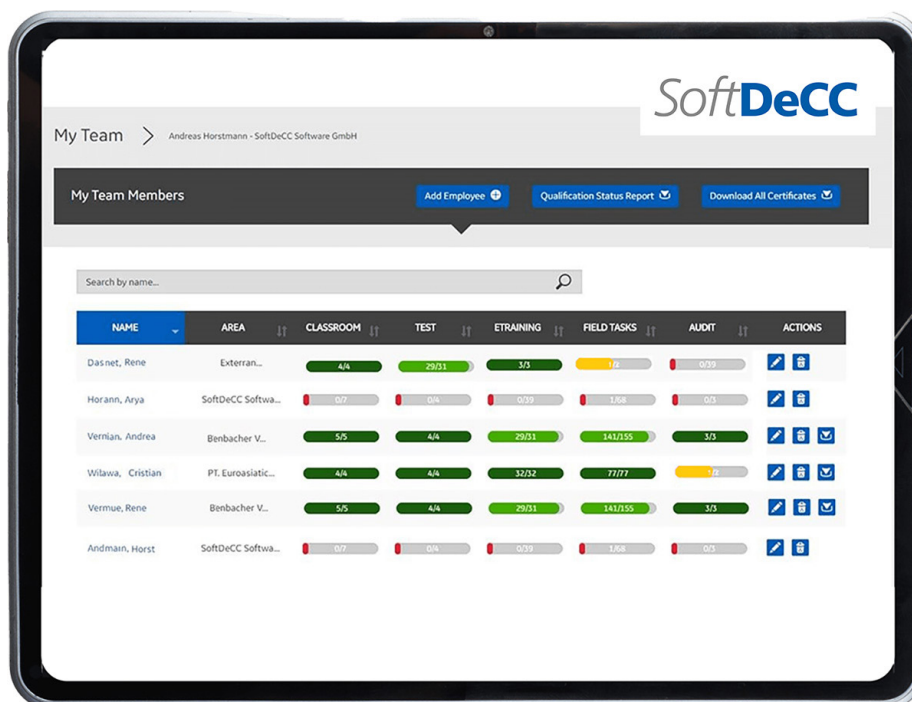 SoftDeCC
My Team > Andreas Horstmann - SoftDeCC Software GmbH
My Team Members Add Employee Qualification Status Report Download All Certificates
Search by name...
NAME AREA CLASSROOM TEST ETRAINING FIELD TASKS AUDIT ACTIONS
Dasnet, Rene Exterran... 4/4 29/31 3/3 1/2 0/39
Horann, Arya SoftDeCC Softwa... 0/7 0/4 0/39 1/68 0/3
Vernian, Andrea Benbacher V... 5/5 4/4 29/31 141/155 3/3
Wilawa, Cristian PT. Euroasiatic... 4/4 4/4 32/32 77/77 1/2
Vermue, Rene Benbacher V... 5/5 4/4 29/31 141/155 3/3
Andmain, Horst SoftDeCC Softwa... 0/7 0/4 0/39 1/68 0/3